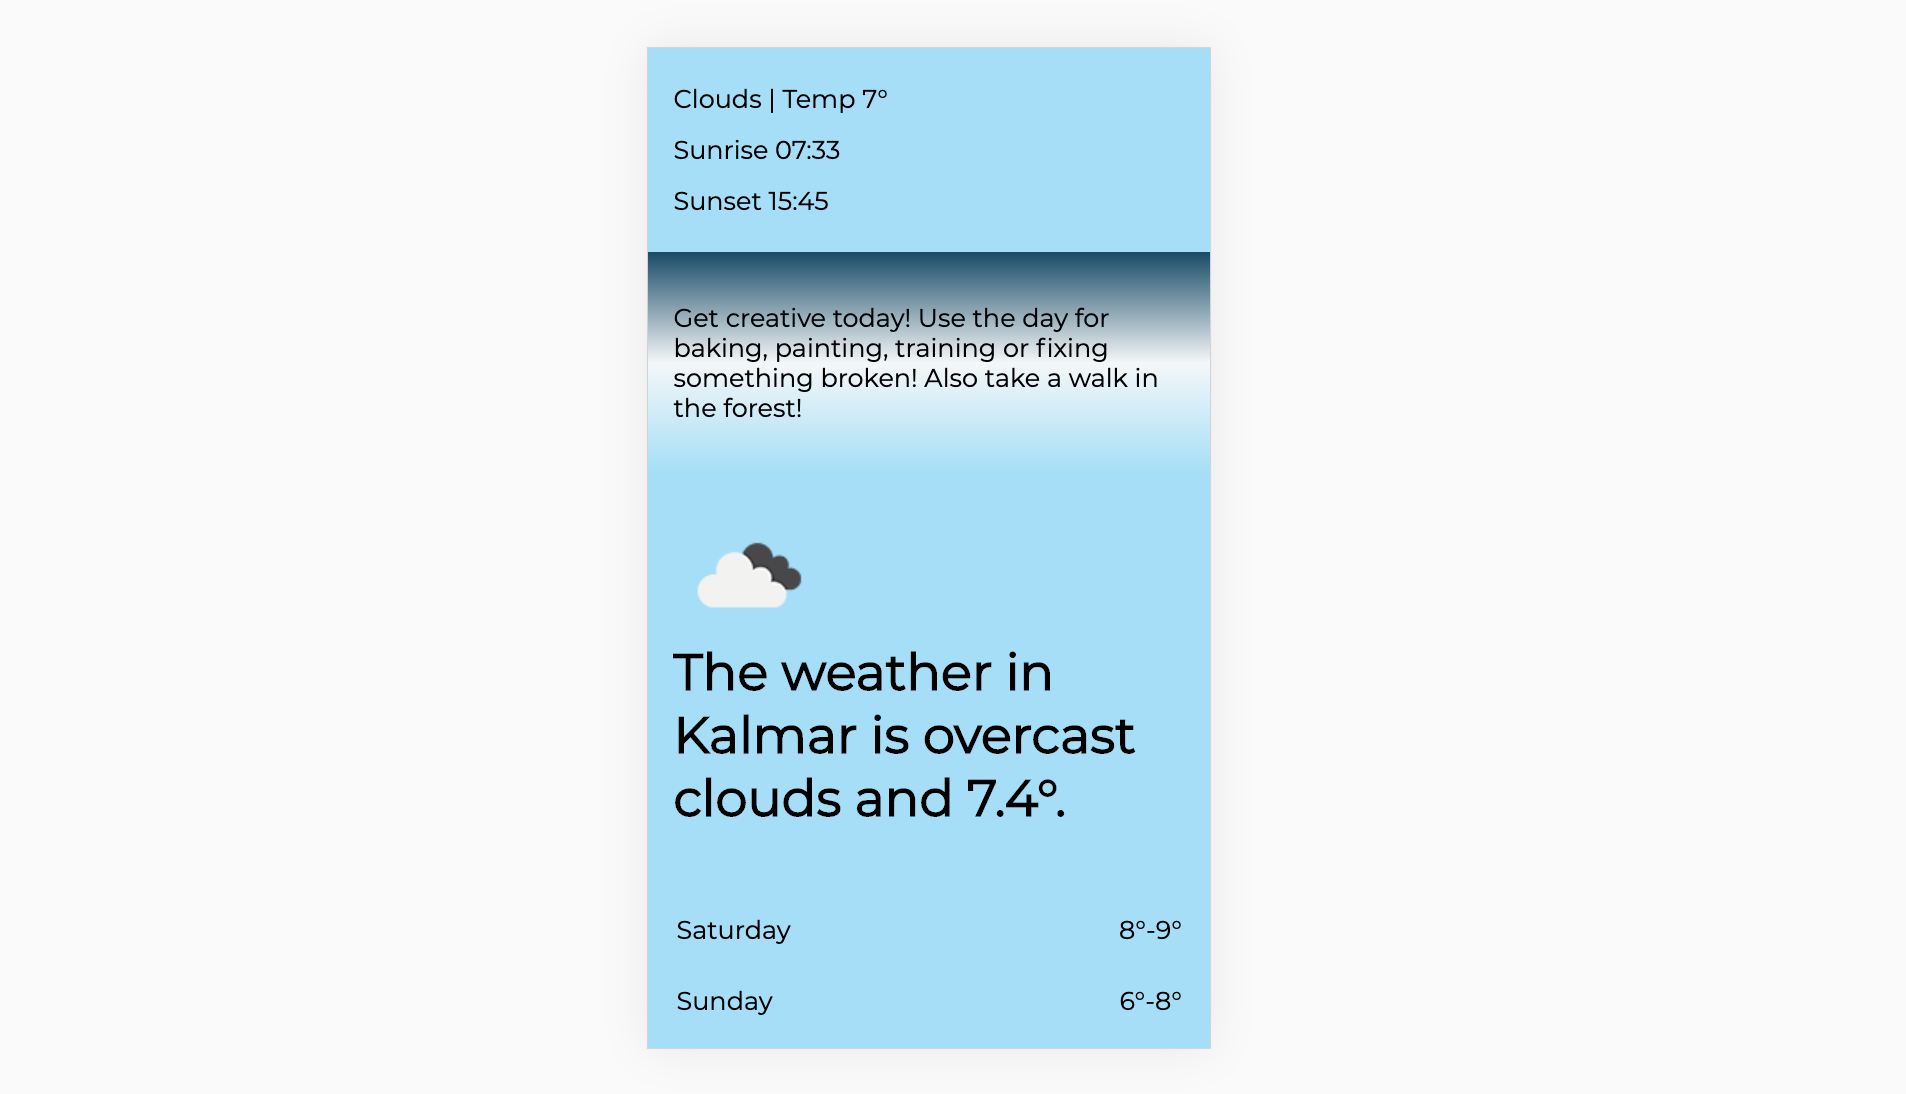 Clouds | Temp 7°
Sunrise 07:33
Sunset 15:45
Get creative today! Use the day for
baking, painting, training or fixing
something broken! Also take a walk in
the forest!
The weather in
Kalmar is overcast
clouds and 7.4°.
Saturday 8°-9°
Sunday 6°-8°